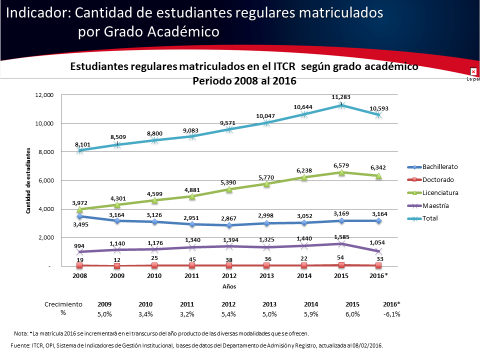 Indicador: Cantidad de estudiantes regulares matriculados
por Grado Académico
Estudiantes regulares matriculados en el ITCR según grado académico
Periodo 2008 al 2016
Cantidad de estudiantes
12,000
10,000
8,000
6,000
4,000
2,000
-
8,101 8,509 8,800 9,083 9,571 10,047 10,644 11,283 10,593
3,972 4,301 4,599 4,881 5,390 5,770 6,238 6,579 6,342
3,495 3,164 3,126 2,951 2,867 2,998 3,052 3,169 3,164
994 1,140 1,176 1,340 1,394 1,325 1,440 1,585 1,054
19 12 25 45 38 36 22 54 33
2008 2009 2010 2011 2012 2013 2014 2015 2016*
Años
Bachillerato
Doctorado
Licenciatura
Maestría
Total
Crecimiento 2009 2010 2011 2012 2013 2014 2015 2016*
% 5,0% 3,4% 3,2% 5,4% 5,0% 5,9% 6,0% -6,1%
Nota: *La matrícula 2016 se incrementará en el transcurso del año producto de las diversas modalidades que se ofrecen.
Fuente: ITCR, OPI, Sistema de Indicadores de Gestión Institucional, bases de datos del Departamento de Admisión y Registro, actualizada al 08/02/2016.